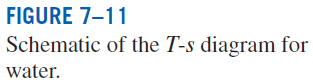 FIGURE 7–11
Schematic of the T-s diagram for
water.